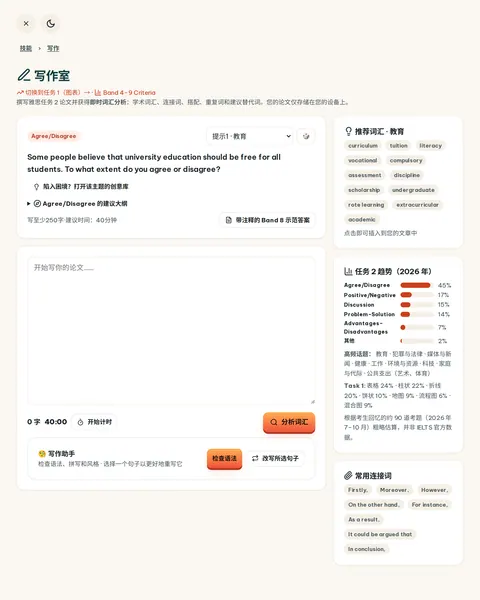 技能 › 写作
写作室
切换到任务 1（图表）→ · Band 4–9 Criteria
撰写雅思任务 2 论文并获得即时词汇分析：学术词汇、连接词、搭配、重复词和建议替代词。您的论文仅存储在您的设备上。
Agree/Disagree
提示1 · 教育
Some people believe that university education should be free for all
students. To what extent do you agree or disagree?
陷入困境？打开该主题的创意库
Agree/Disagree 的建议大纲
写至少250字·建议时间：40分钟
带注释的 Band 8 示范答案
开始写你的论文……
0 字 40:00 开始计时
分析词汇
写作助手
检查语法、拼写和风格 · 选择一个句子以更好地重写它
检查语法
改写所选句子
推荐词汇 · 教育
curriculum tuition literacy
vocational compulsory
assessment discipline
scholarship undergraduate
rote learning extracurricular
academic
点击即可插入到您的文章中
任务 2 趋势（2026 年）
Agree/Disagree 45%
Positive/Negative 17%
Discussion 15%
Problem-Solution 14%
Advantages-
Disadvantages 7%
其他 2%
高频话题： 教育 · 犯罪与法律 · 媒体与新
闻 · 健康 · 工作 · 环境与资源 · 科技 · 家庭
与代际 · 公共支出（艺术、体育）
Task 1: 表格 24% · 柱状 22% · 折线
20% · 饼状 10% · 地图 9% · 流程图 6% ·
混合图 9%
根据考生回忆的约 90 道考题（2026 年
7–10 月）粗略估算，并非 IELTS 官方数
据。
常用连接词
Firstly, Moreover, However,
On the other hand, For instance,
As a result,
It could be argued that
In conclusion,